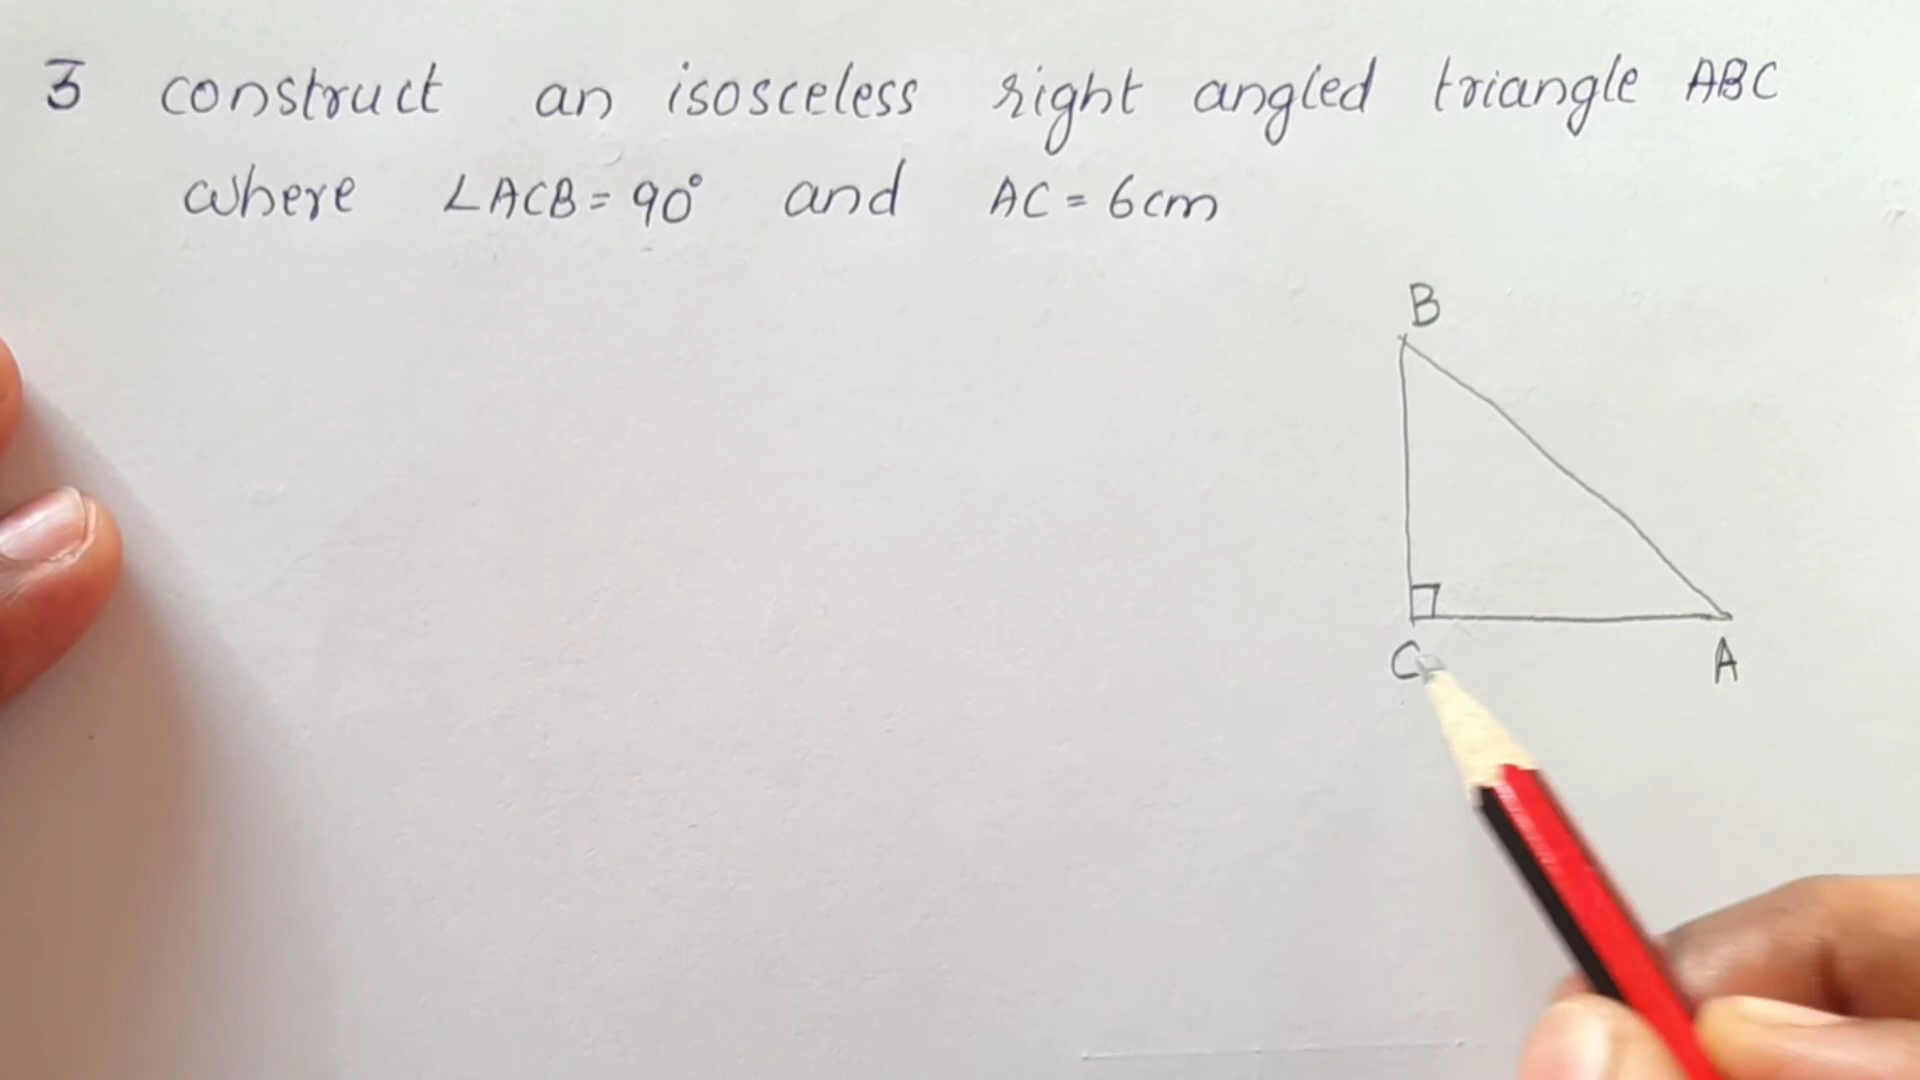 3 construct an isosceless right angled triangle ABC
where ∠ACB = 90° and AC = 6cm
B
C A